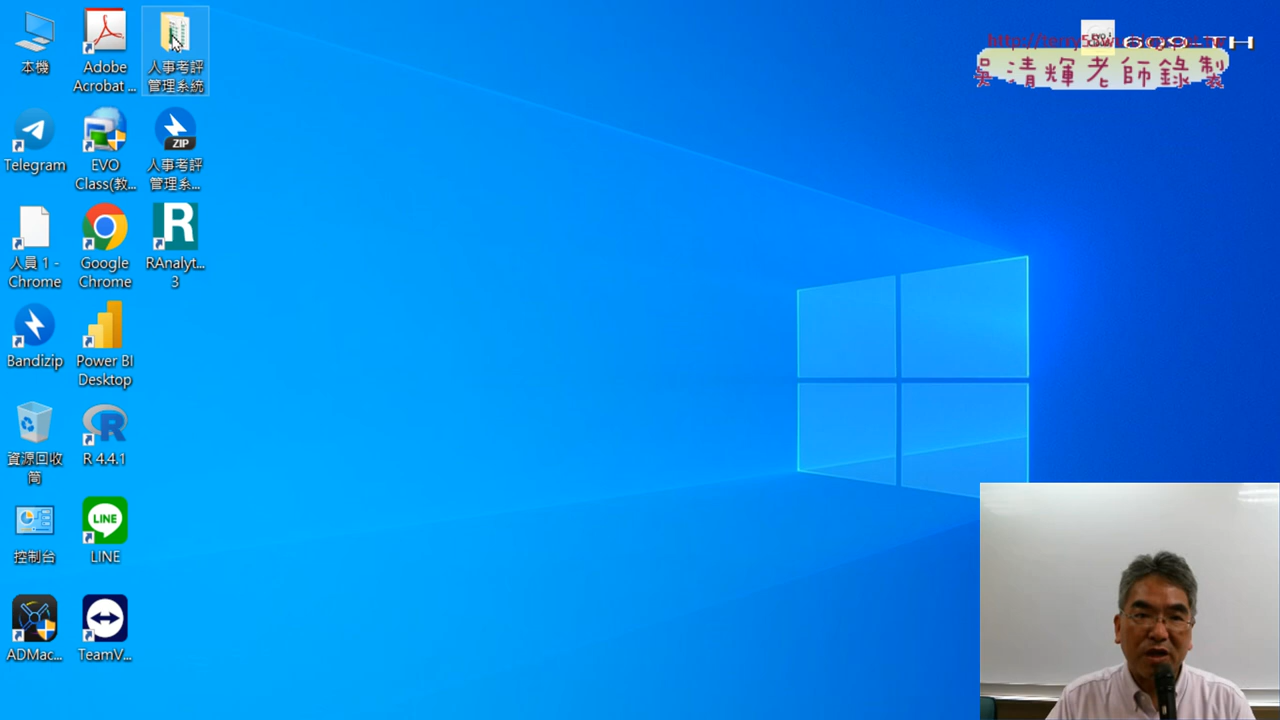 本機
Adobe
Acrobat ...
人事考評
管理系統
Telegram
EVO
Class(教...
ZIP
人事考評
管理系...
人員 1 -
Chrome
Google
Chrome
R
RAnalyt...
3
Bandizip
Power BI
Desktop
資源回收
筒
R
R 4.4.1
控制台
LINE
LINE
ADMac...
TeamV...
吳清輝老師錄製